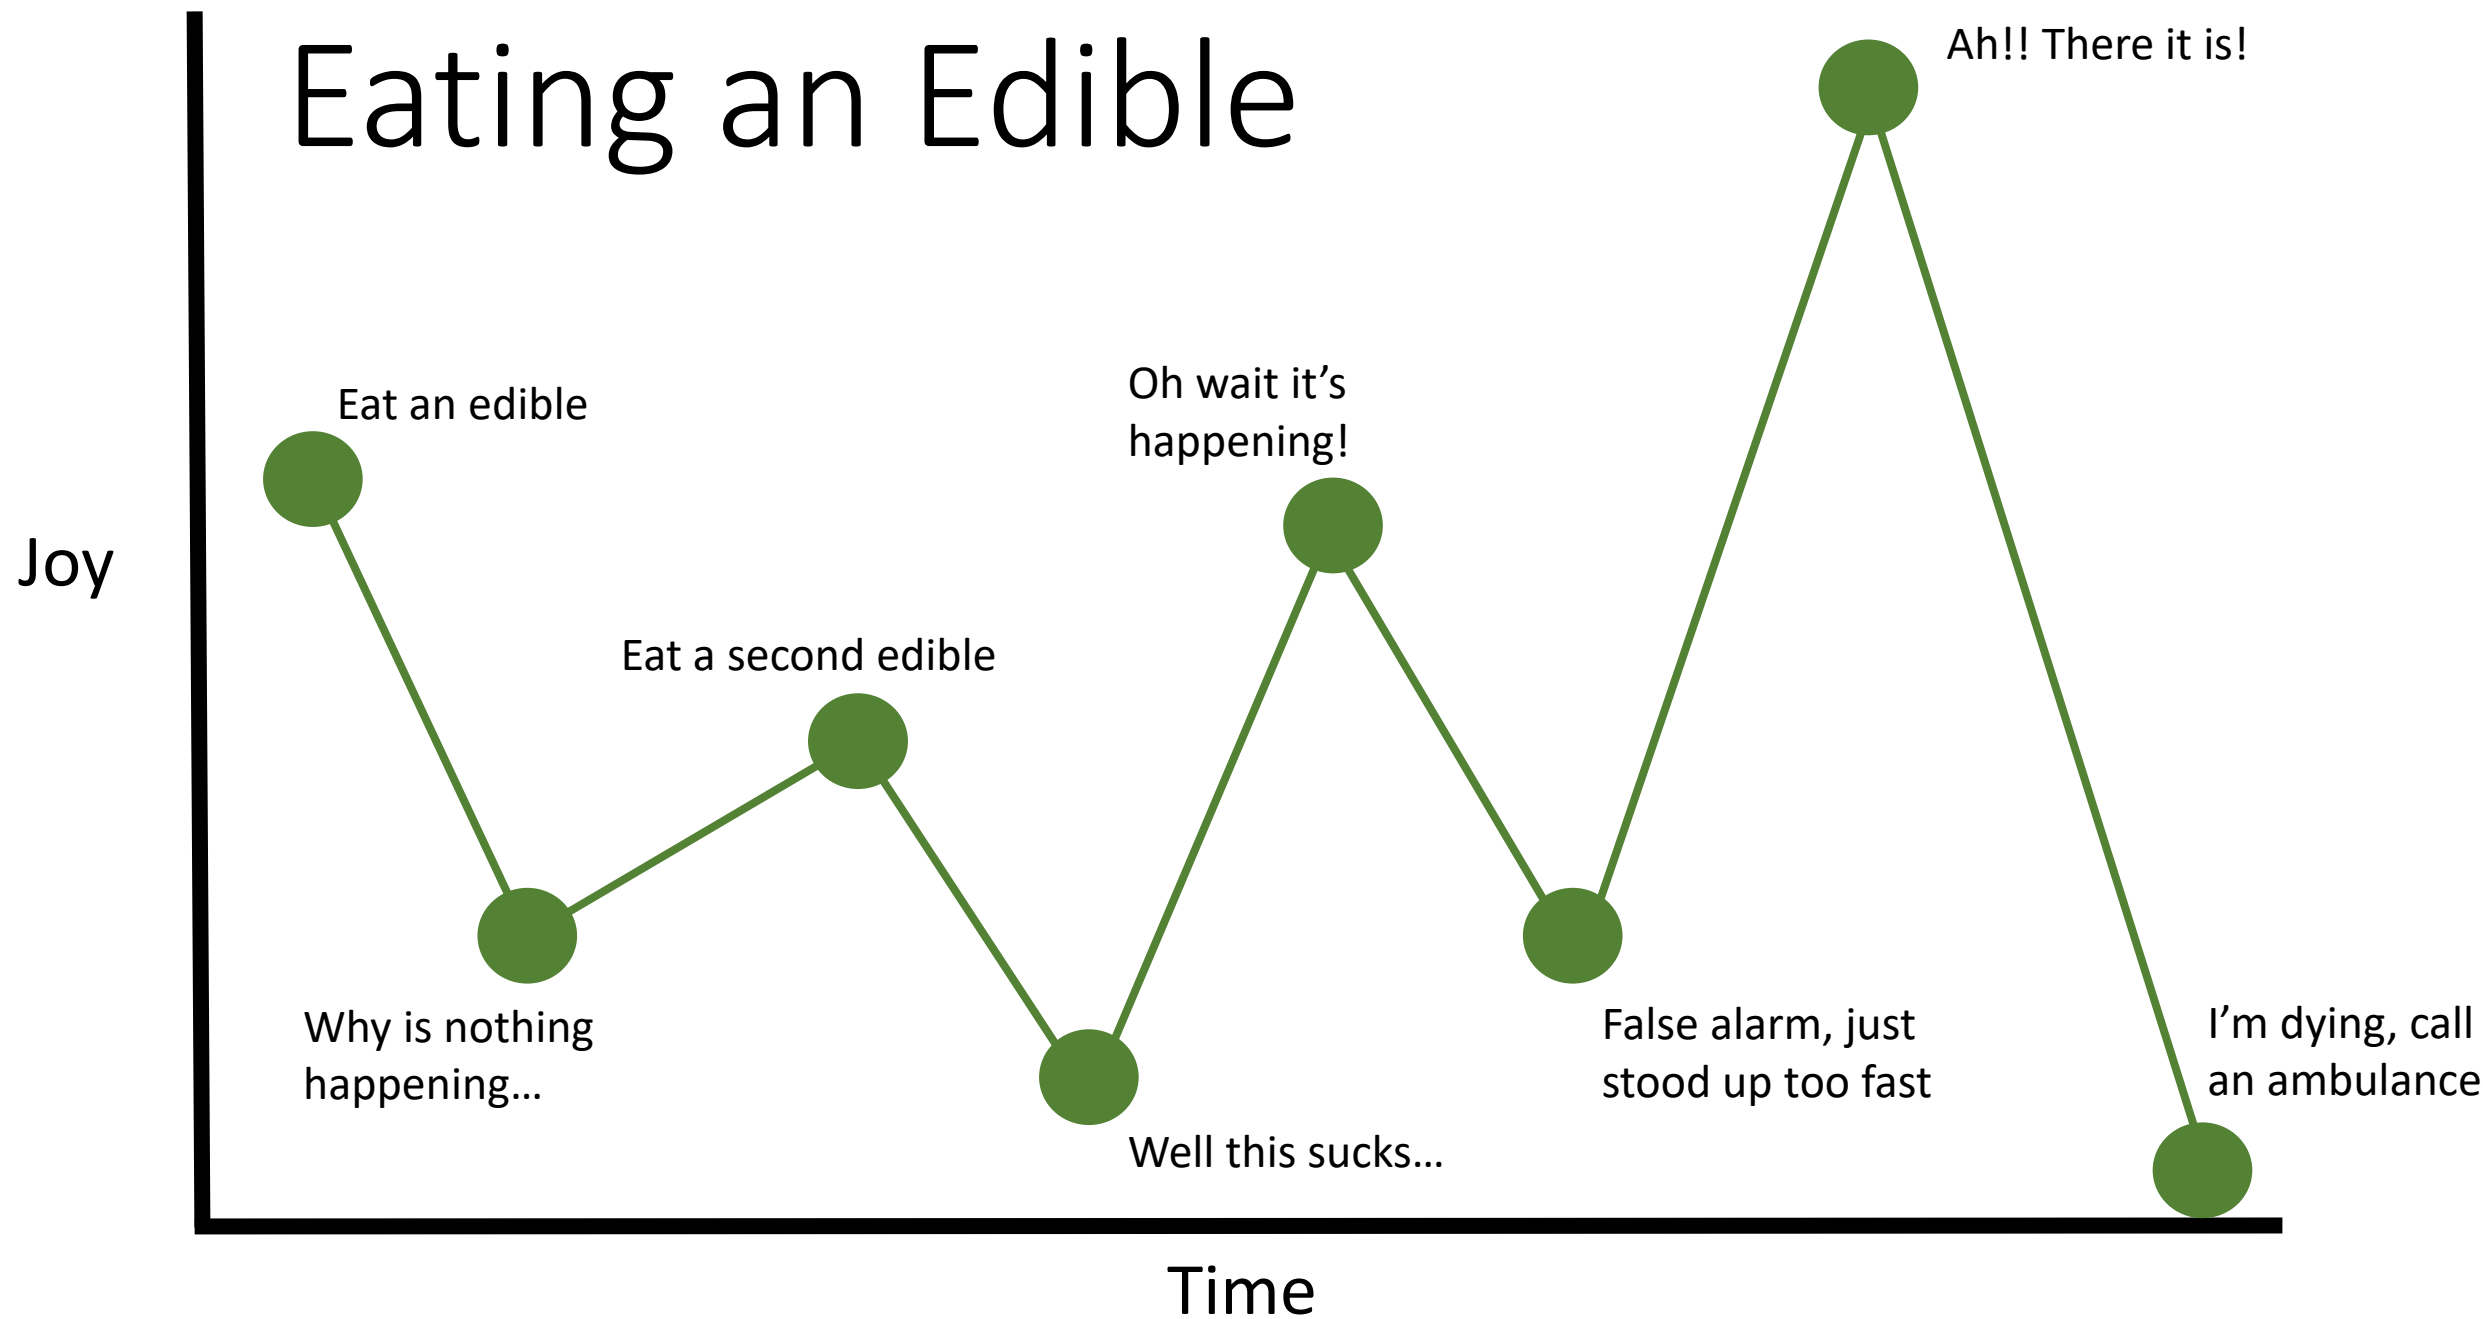 Eating an Edible
Ah!! There it is!
Eat an edible
Oh wait it’s
happening!
Joy
Eat a second edible
Why is nothing
happening…
False alarm, just
stood up too fast
I’m dying, call
an ambulance
Well this sucks…
Time